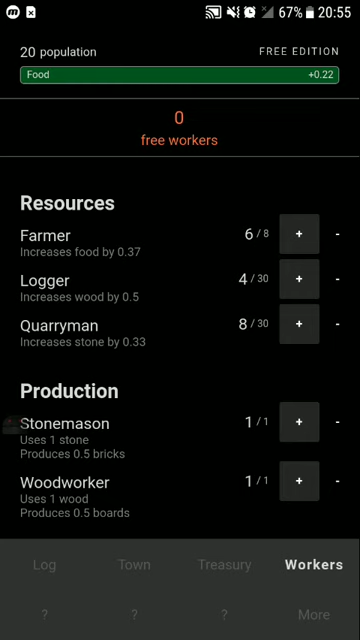 67% 20:55
20 population FREE EDITION
Food +0.22
0
free workers
Resources
Farmer 6 / 8 + -
Increases food by 0.37
Logger 4 / 30 + -
Increases wood by 0.5
Quarryman 8 / 30 + -
Increases stone by 0.33
Production
Stonemason 1 / 1 + -
Uses 1 stone
Produces 0.5 bricks
Woodworker 1 / 1 + -
Uses 1 wood
Produces 0.5 boards
Log Town Treasury Workers
? ? ? More